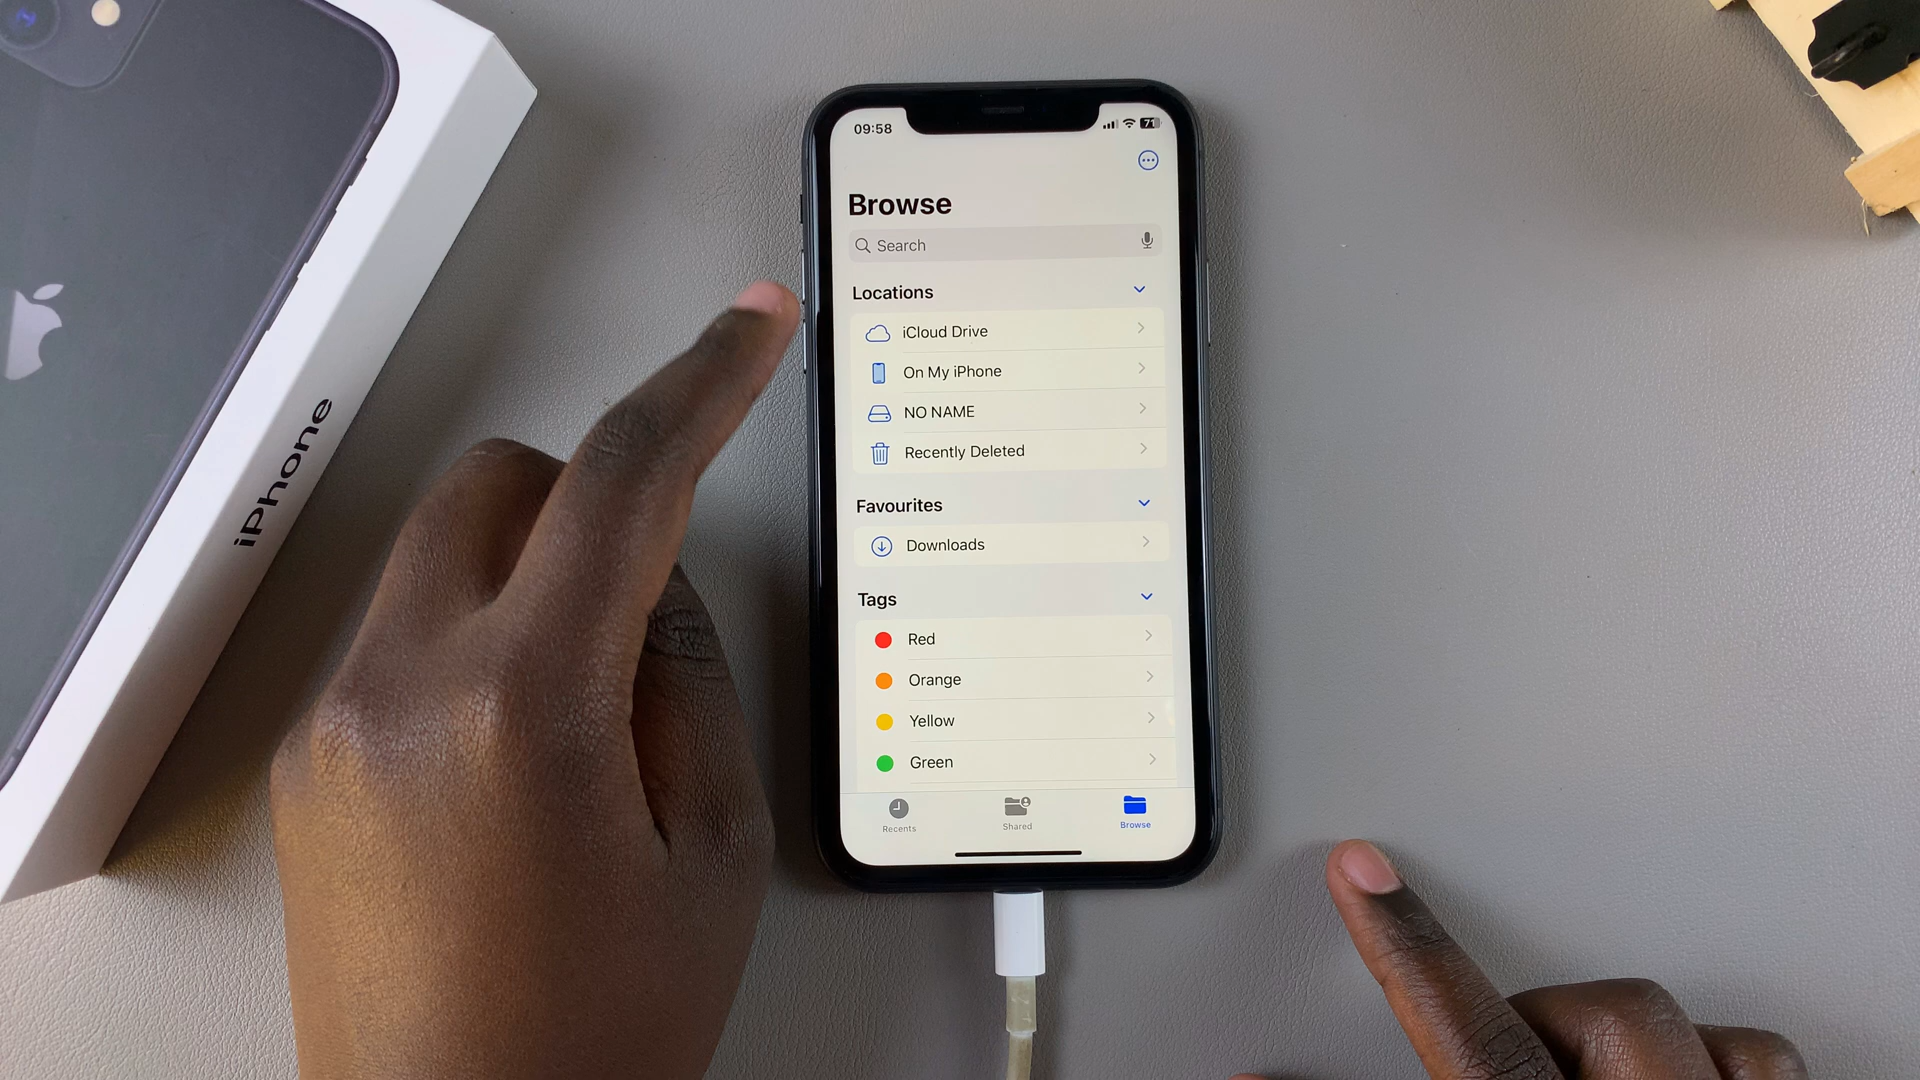 iPhone
09:58
71
Browse
Search
Locations
iCloud Drive
On My iPhone
NO NAME
Recently Deleted
Favourites
Downloads
Tags
Red
Orange
Yellow
Green
Recents
Shared
Browse